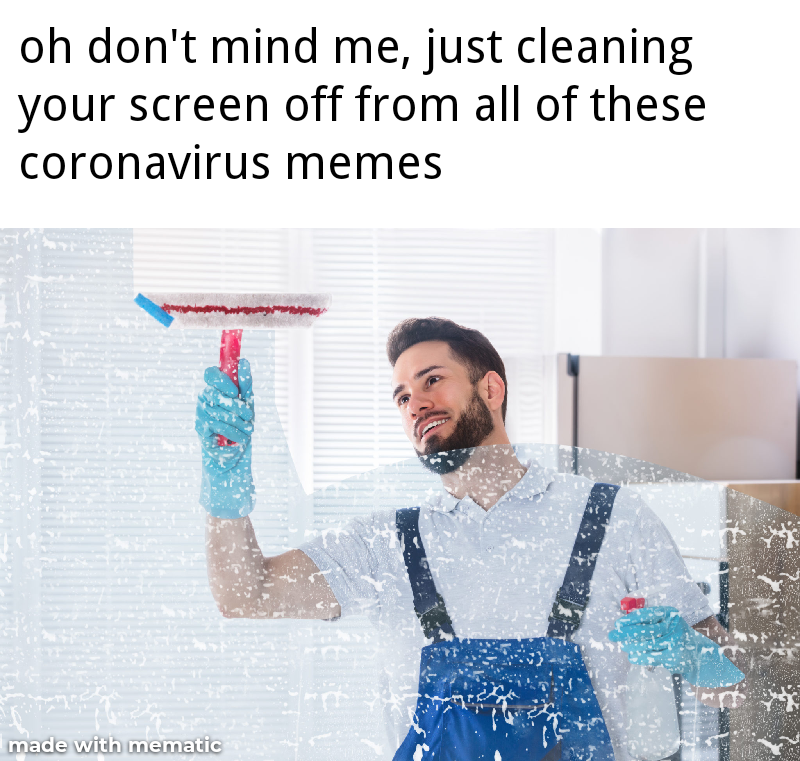 oh don't mind me, just cleaning
your screen off from all of these
coronavirus memes
made with mematic